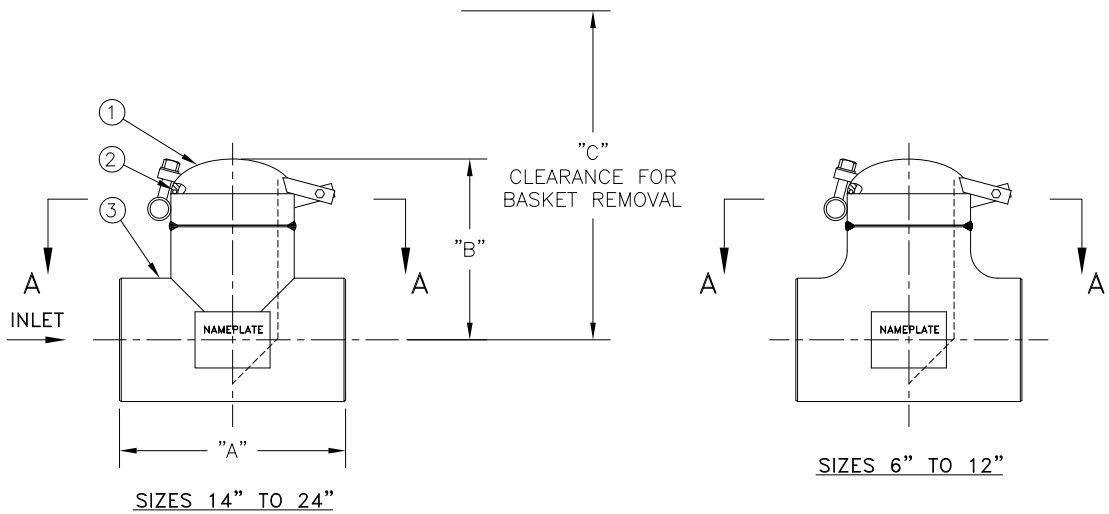 1
2
3
"C"
CLEARANCE FOR
BASKET REMOVAL
"B"
A
A
INLET
NAMEPLATE
"A"
SIZES 14" TO 24"
A
A
NAMEPLATE
SIZES 6" TO 12"